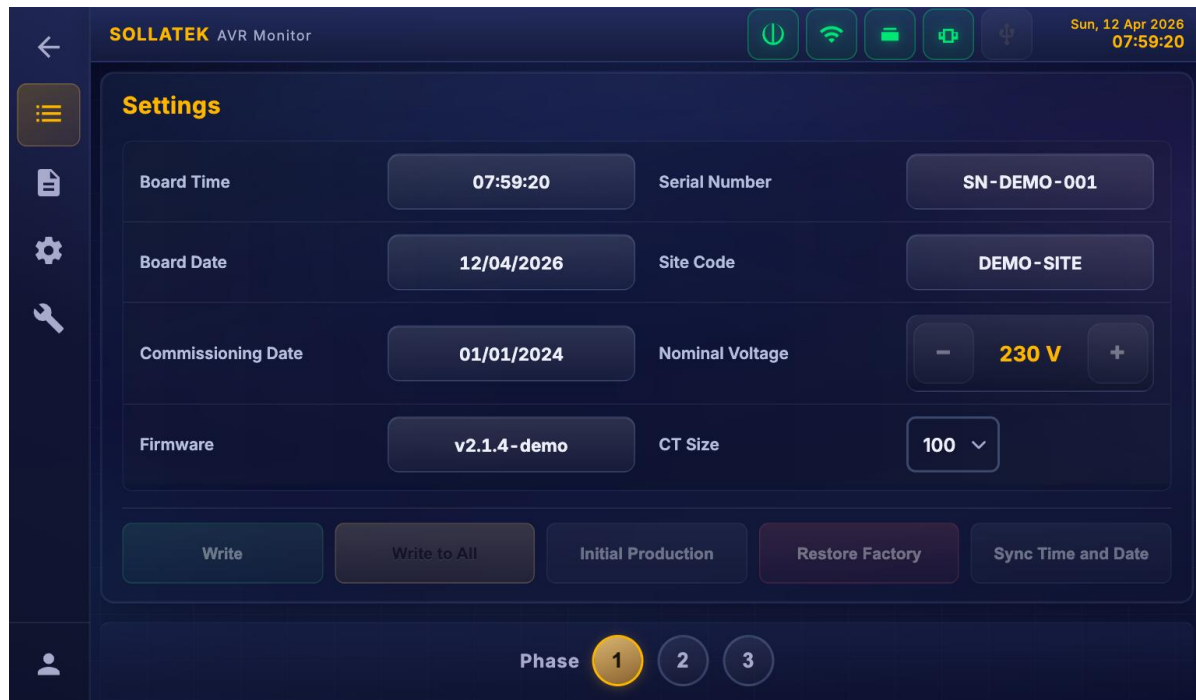 SOLLATEK AVR Monitor
Sun, 12 Apr 2026
07:59:20
Settings
Board Time 07:59:20 Serial Number SN-DEMO-001
Board Date 12/04/2026 Site Code DEMO-SITE
Commissioning Date 01/01/2024 Nominal Voltage − 230 V +
Firmware v2.1.4-demo CT Size 100
Write Write to All Initial Production Restore Factory Sync Time and Date
Phase 1 2 3